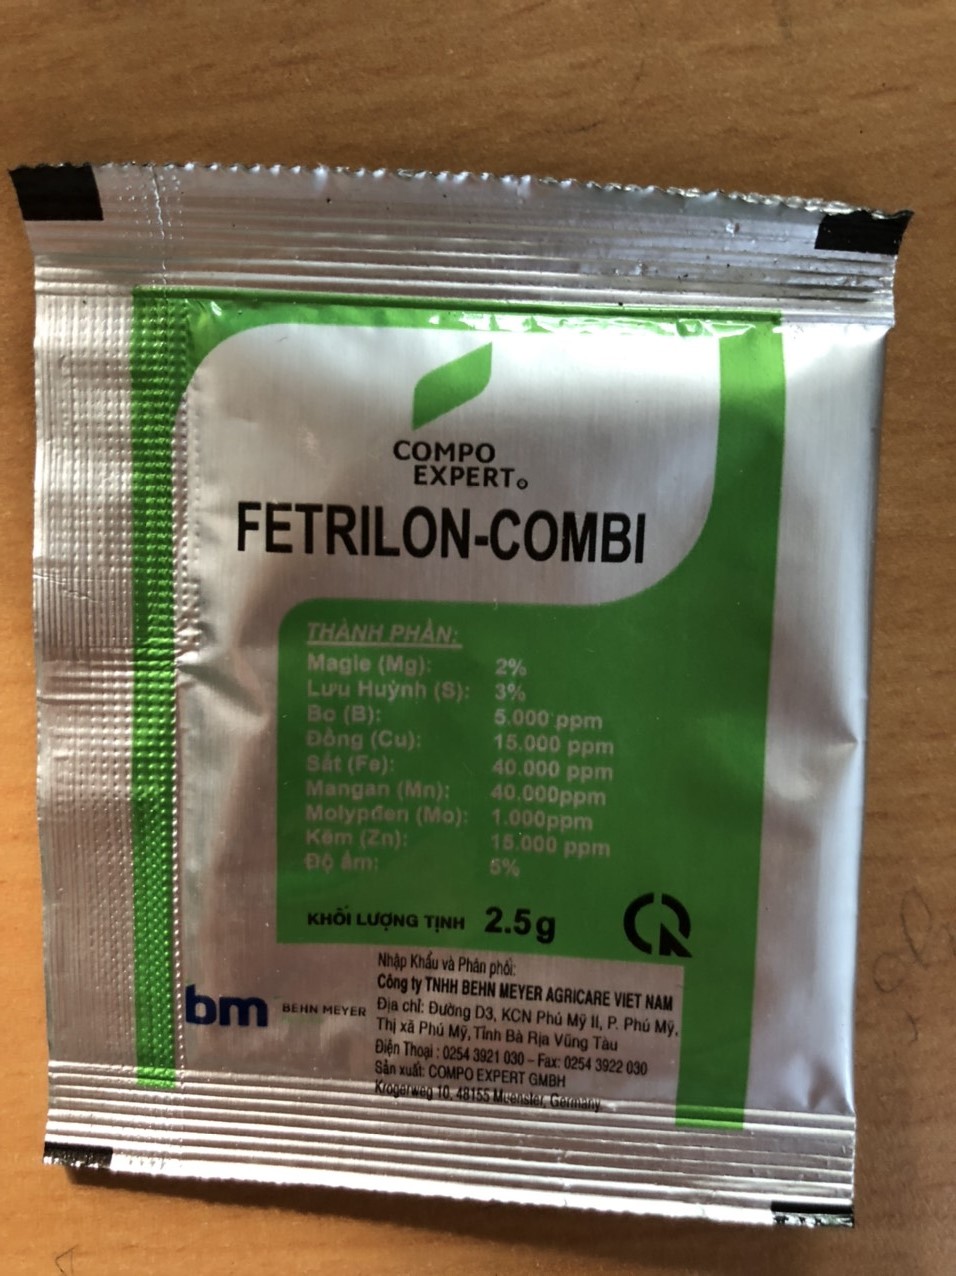 COMPO
EXPERT®
FETRILON-COMBI
THÀNH PHẦN:
Magie (Mg): 2%
Lưu Huỳnh (S): 3%
Bo (B): 5.000 ppm
Đồng (Cu): 15.000 ppm
Sắt (Fe): 40.000 ppm
Mangan (Mn): 40.000ppm
Molypđen (Mo): 1.000ppm
Kẽm (Zn): 15.000 ppm
Độ ẩm: 5%
KHỐI LƯỢNG TỊNH 2.5g
bm BEHN MEYER
Nhập Khẩu và Phân phối:
Công ty TNHH BEHN MEYER AGRICARE VIET NAM
Địa chỉ: Đường D3, KCN Phú Mỹ II, P. Phú Mỹ,
Thị xã Phú Mỹ, Tỉnh Bà Rịa Vũng Tàu
Điện Thoại : 0254 3921 030 – Fax: 0254 3922 030
Sản xuất: COMPO EXPERT GMBH
Krogerweg 10, 48155 Muenster, Germany